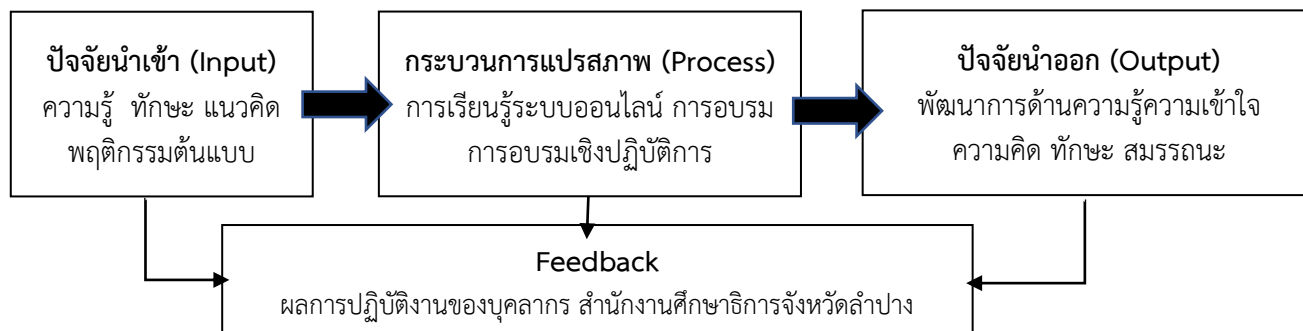 ปัจจัยนำเข้า (Input)
ความรู้ ทักษะ แนวคิด
พฤติกรรมต้นแบบ
กระบวนการแปรสภาพ (Process)
การเรียนรู้ระบบออนไลน์ การอบรม
การอบรมเชิงปฏิบัติการ
ปัจจัยนำออก (Output)
พัฒนาการด้านความรู้ความเข้าใจ
ความคิด ทักษะ สมรรถนะ
Feedback
ผลการปฏิบัติงานของบุคลากร สำนักงานศึกษาธิการจังหวัดลำปาง